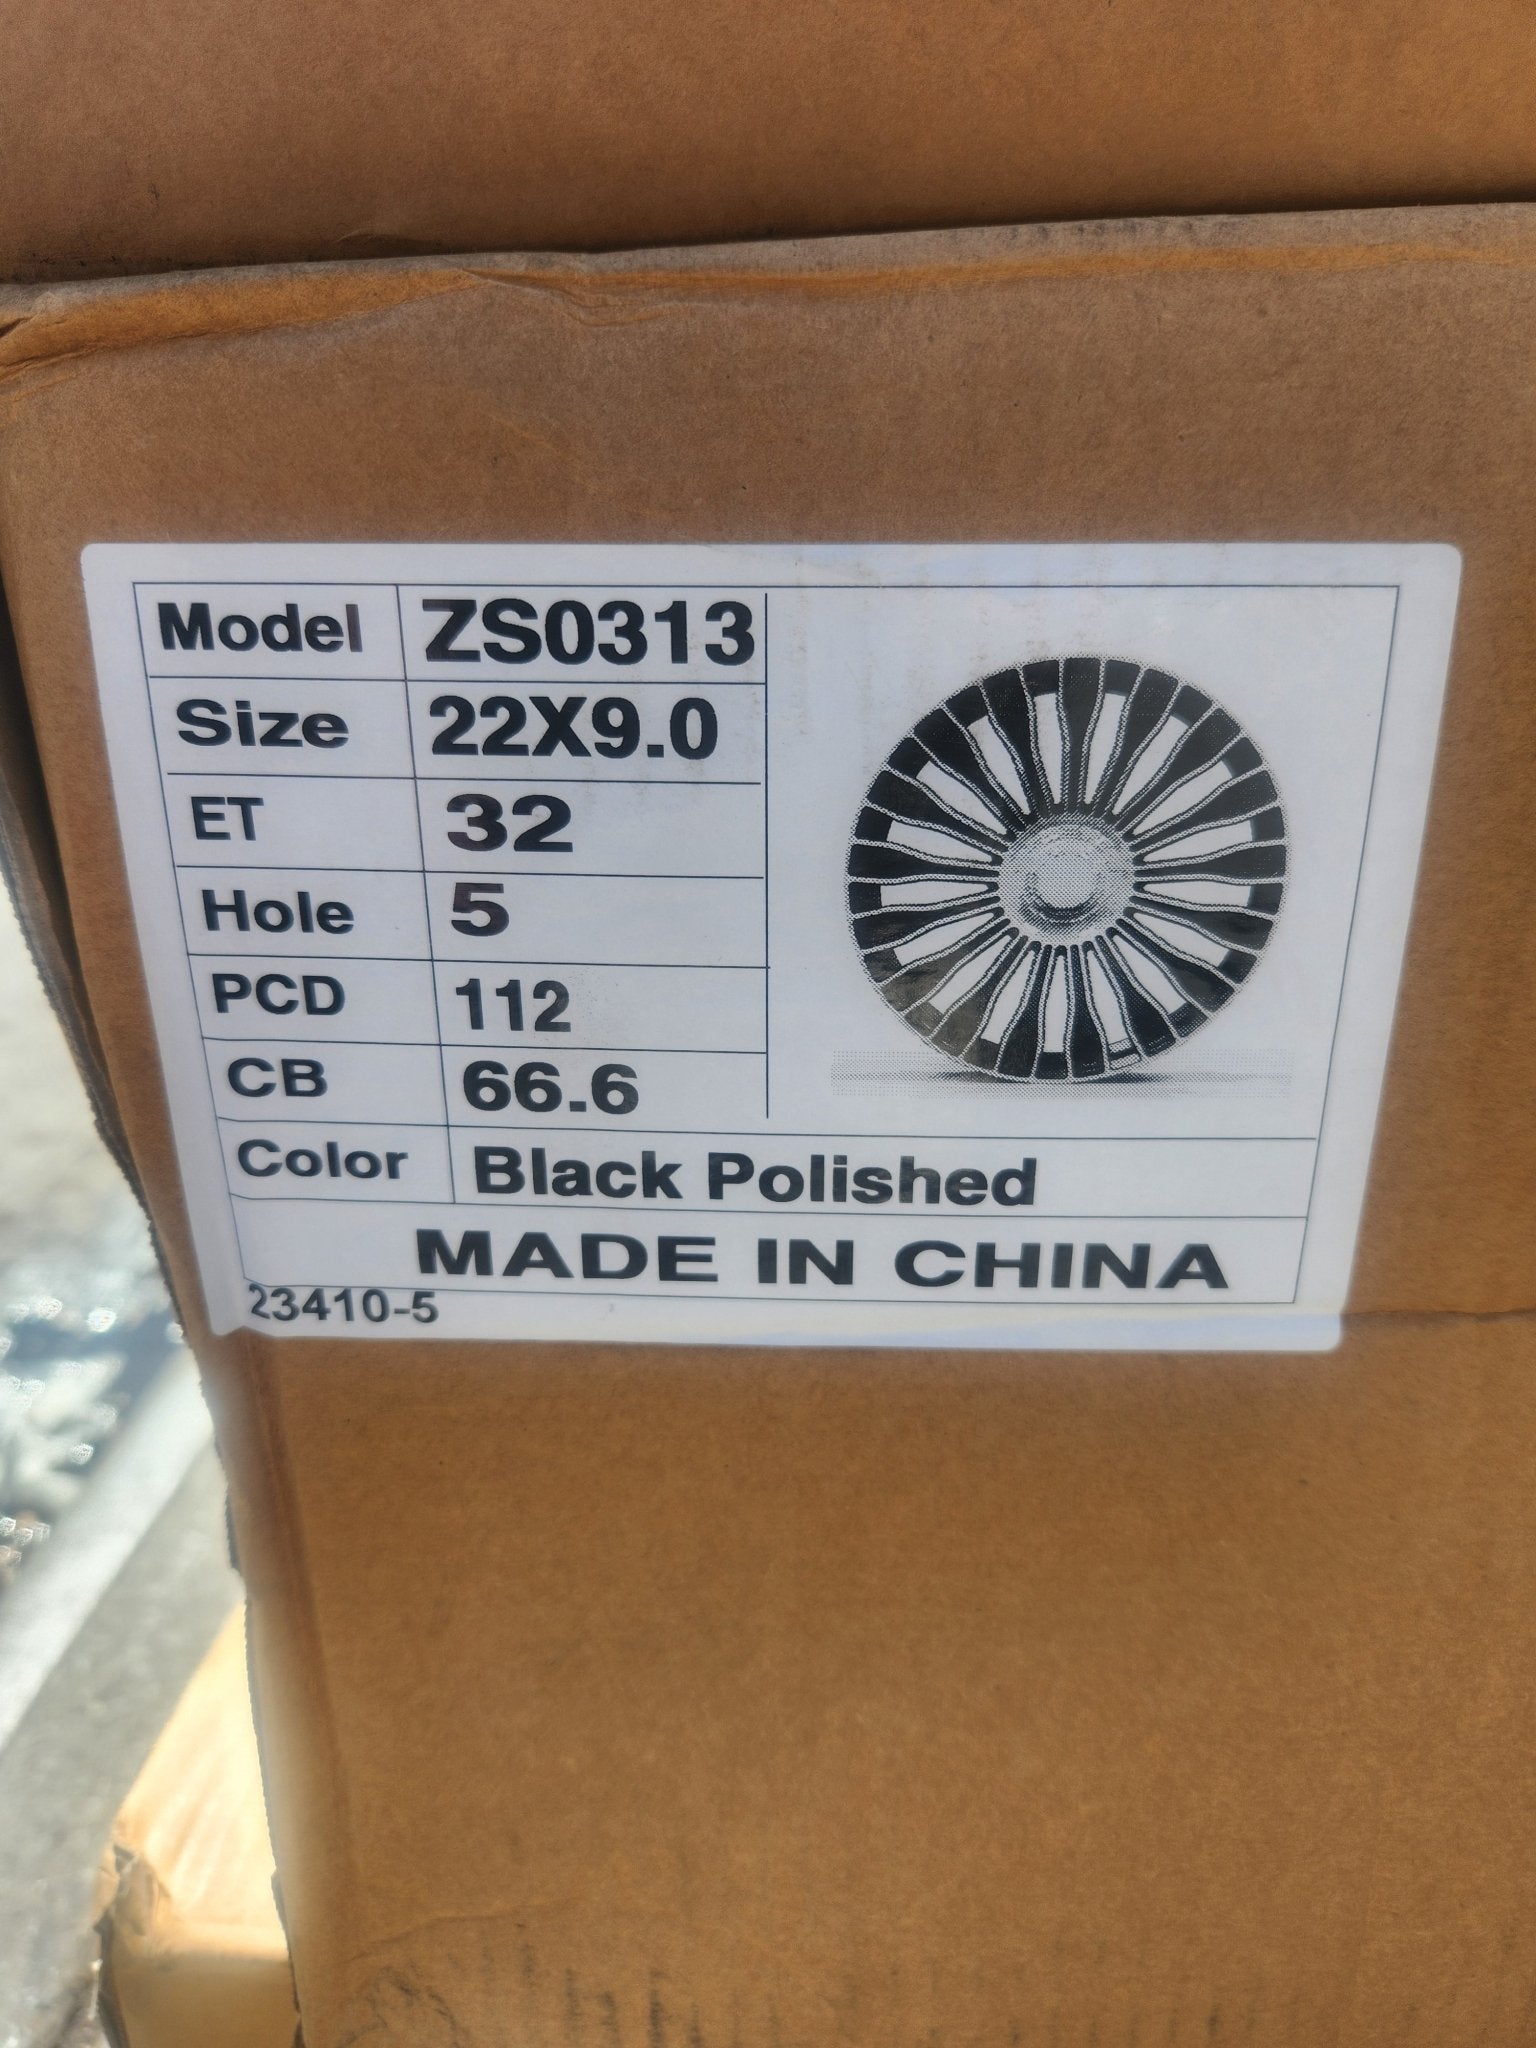 Model ZS0313
Size 22X9.0
ET 32
Hole 5
PCD 112
CB 66.6
Color Black Polished
MADE IN CHINA
23410-5